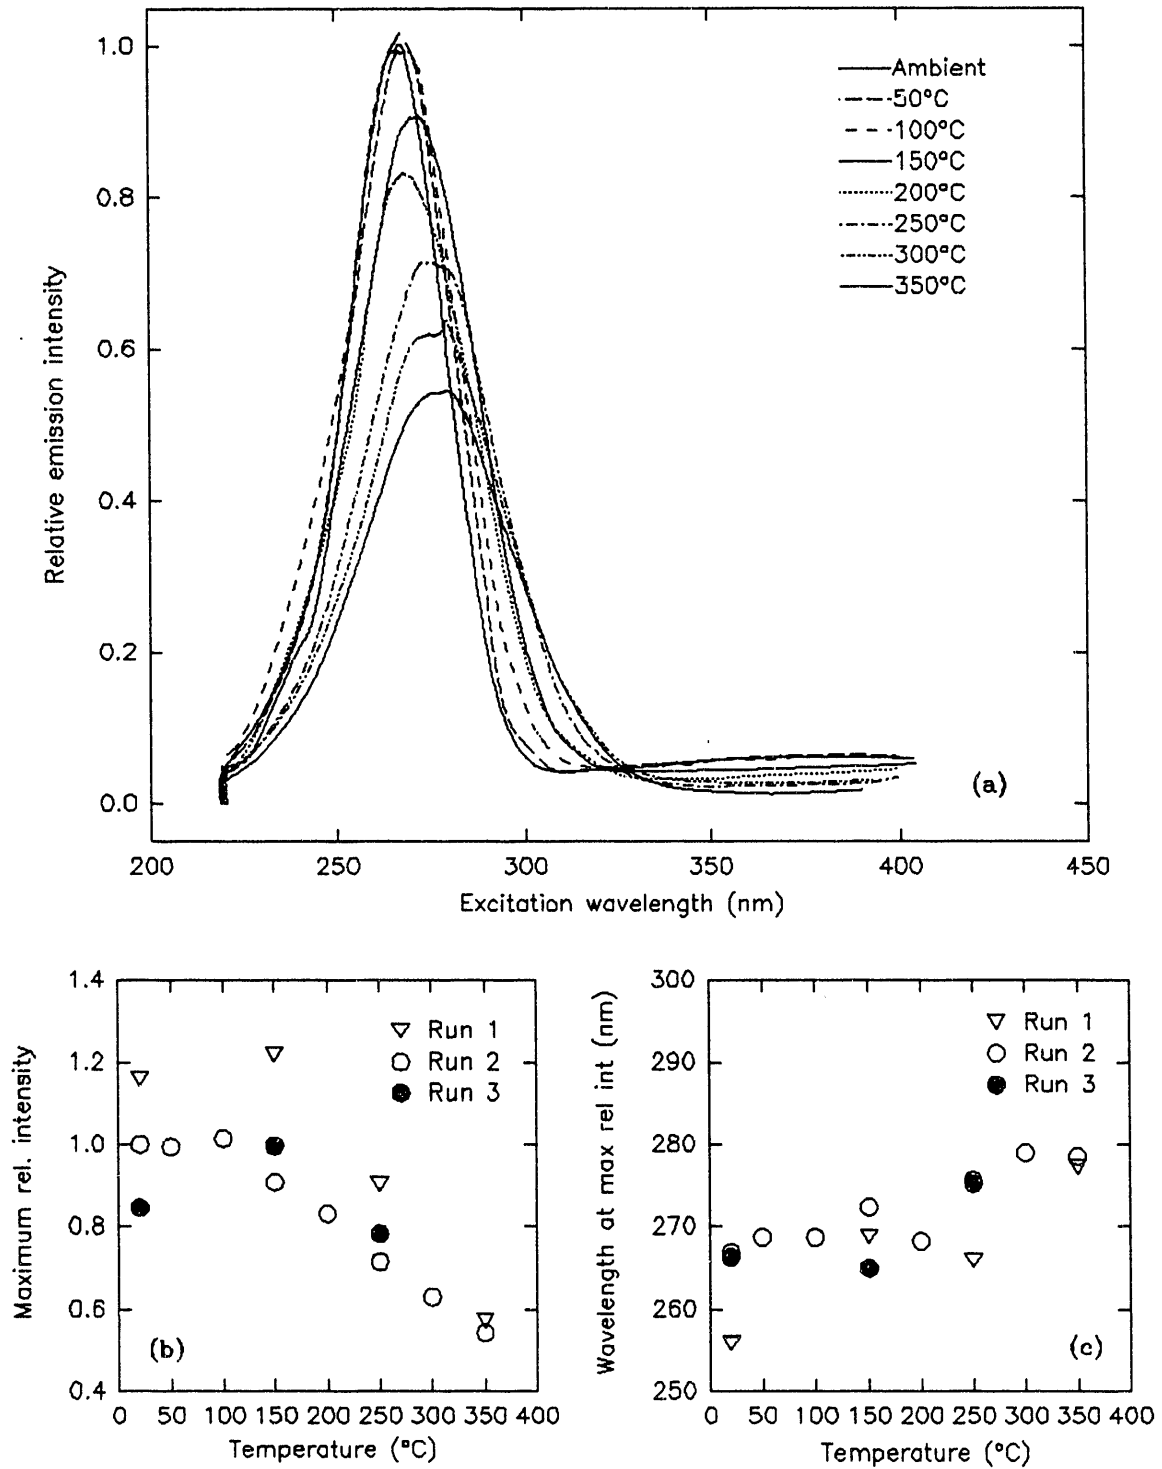 1.0
0.8
0.6
0.4
0.2
0.0
Relative emission intensity
Ambient
50°C
100°C
150°C
200°C
250°C
300°C
350°C
(a)
200 250 300 350 400 450
Excitation wavelength (nm)
1.4
1.2
1.0
0.8
0.6
0.4
Maximum rel. intensity
Run 1
Run 2
Run 3
(b)
0 50 100 150 200 250 300 350 400
Temperature (°C)
300
290
280
270
260
250
Wavelength at max rel int (nm)
Run 1
Run 2
Run 3
(c)
0 50 100 150 200 250 300 350 400
Temperature (°C)